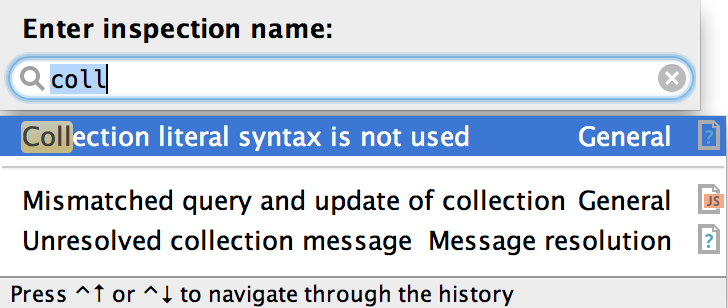 Enter inspection name:
coll
Collection literal syntax is not used General ?
Mismatched query and update of collection General JS
Unresolved collection message Message resolution ?
Press ^↑ or ^↓ to navigate through the history